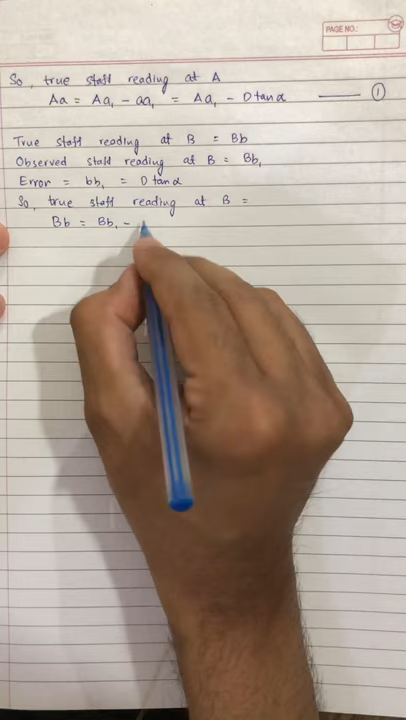 PAGE NO.:
So, true staff reading at A
Aa = Aa₁ - aa₁ = Aa₁ - D tan α —— ①
True staff reading at B = Bb
Observed staff reading at B = Bb₁
Error = bb₁ = D tan α
So, true staff reading at B =
Bb = Bb₁ -